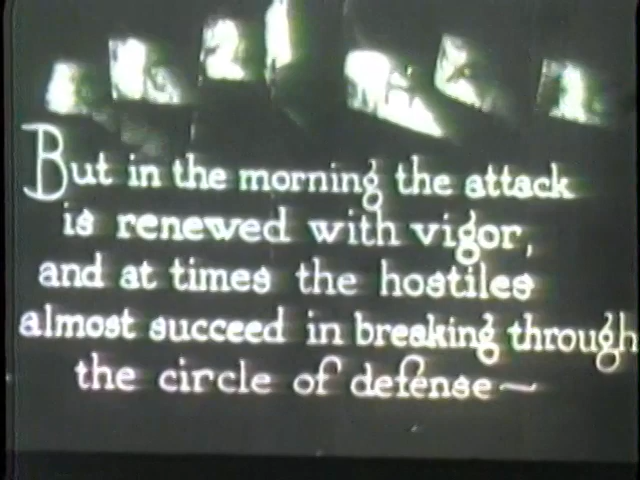 But in the morning the attack
is renewed with vigor,
and at times the hostiles
almost succeed in breaking through
the circle of defense~